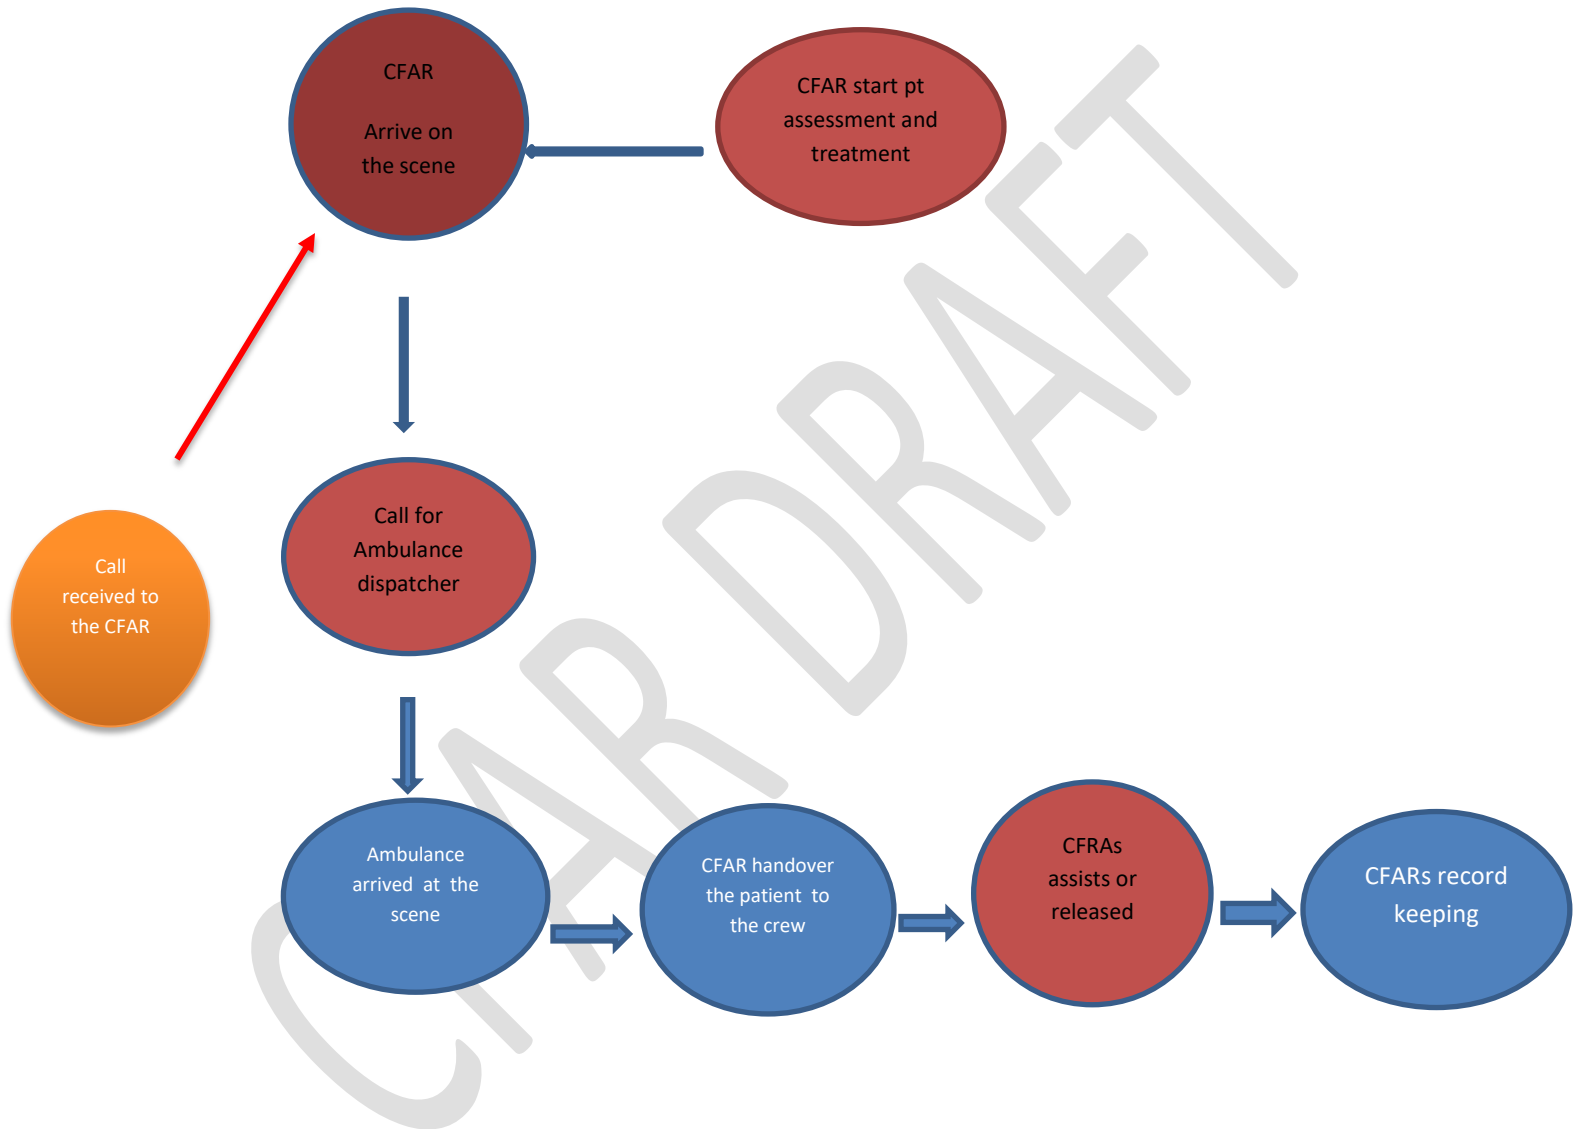 CFAR
Arrive on
the scene
CFAR start pt
assessment and
treatment
Call
received to
the CFAR
Call for
Ambulance
dispatcher
Ambulance
arrived at the
scene
CFAR handover
the patient to
the crew
CFRAs
assists or
released
CFARs record
keeping
CFAR DRAFT